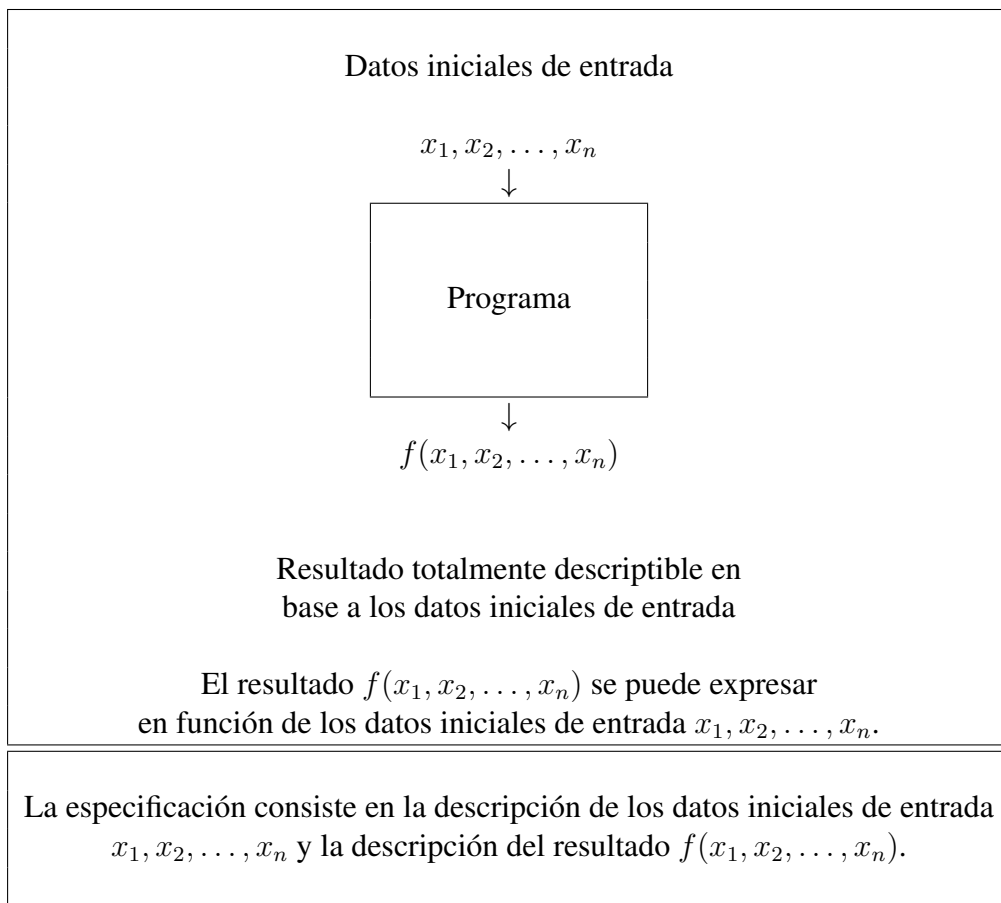 Datos iniciales de entrada
x₁, x₂, . . . , xₙ
↓
Programa
↓
f(x₁, x₂, . . . , xₙ)
Resultado totalmente descriptible en
base a los datos iniciales de entrada
El resultado f(x₁, x₂, . . . , xₙ) se puede expresar
en función de los datos iniciales de entrada x₁, x₂, . . . , xₙ.
La especificación consiste en la descripción de los datos iniciales de entrada
x₁, x₂, . . . , xₙ y la descripción del resultado f(x₁, x₂, . . . , xₙ).